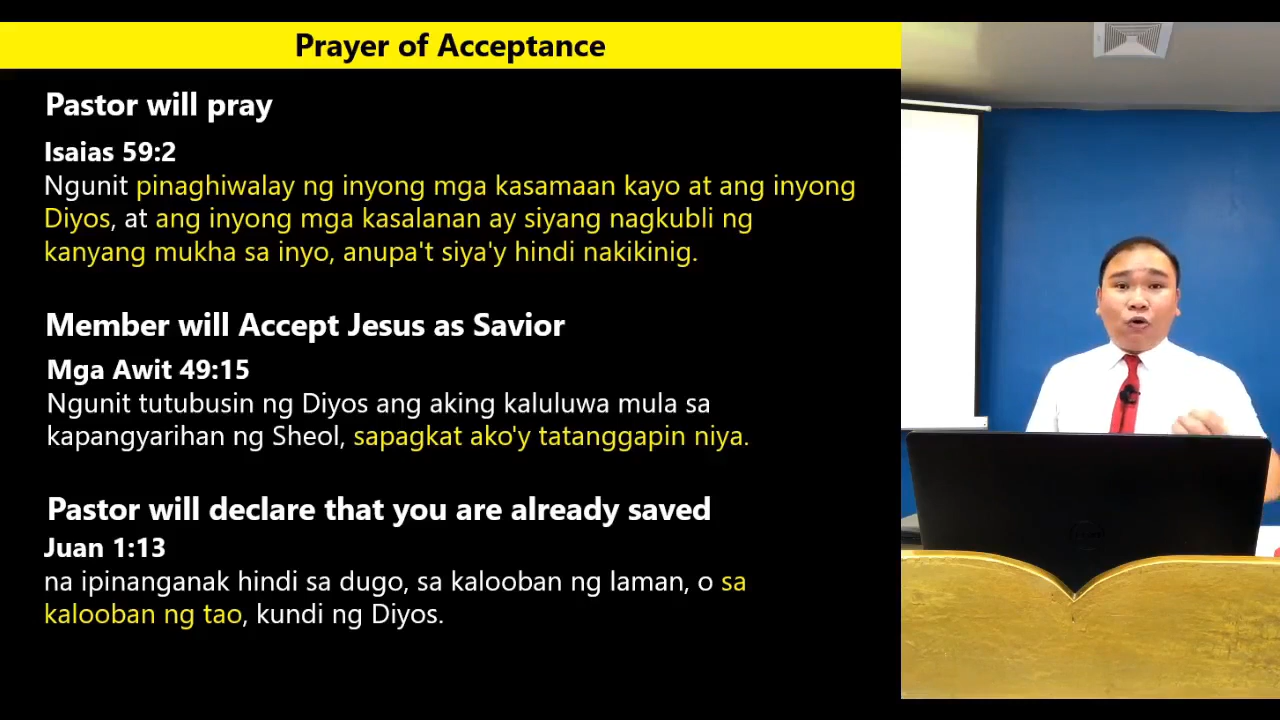 Prayer of Acceptance
Pastor will pray
Isaias 59:2
Ngunit pinaghiwalay ng inyong mga kasamaan kayo at ang inyong
Diyos, at ang inyong mga kasalanan ay siyang nagkubli ng
kanyang mukha sa inyo, anupa't siya'y hindi nakikinig.
Member will Accept Jesus as Savior
Mga Awit 49:15
Ngunit tutubusin ng Diyos ang aking kaluluwa mula sa
kapangyarihan ng Sheol, sapagkat ako'y tatanggapin niya.
Pastor will declare that you are already saved
Juan 1:13
na ipinanganak hindi sa dugo, sa kalooban ng laman, o sa
kalooban ng tao, kundi ng Diyos.